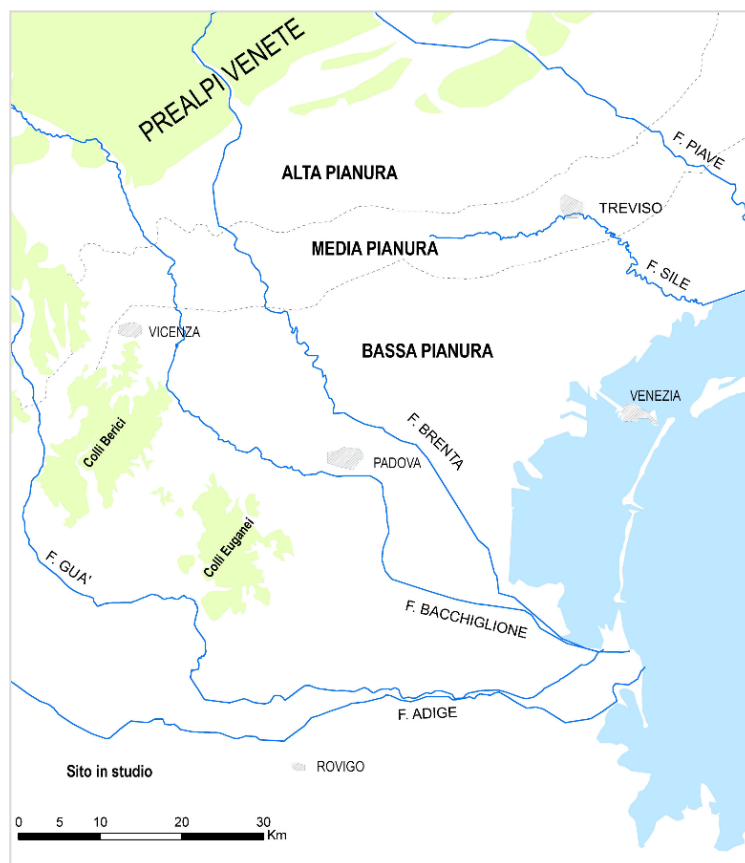 PREALPI VENETE
F. PIAVE
ALTA PIANURA
TREVISO
MEDIA PIANURA
F. SILE
VICENZA
BASSA PIANURA
VENEZIA
Colli Berici
F. BRENTA
PADOVA
Colli Euganei
F. GUA'
F. BACCHIGLIONE
F. ADIGE
Sito in studio
ROVIGO
0 5 10 20 30
Km